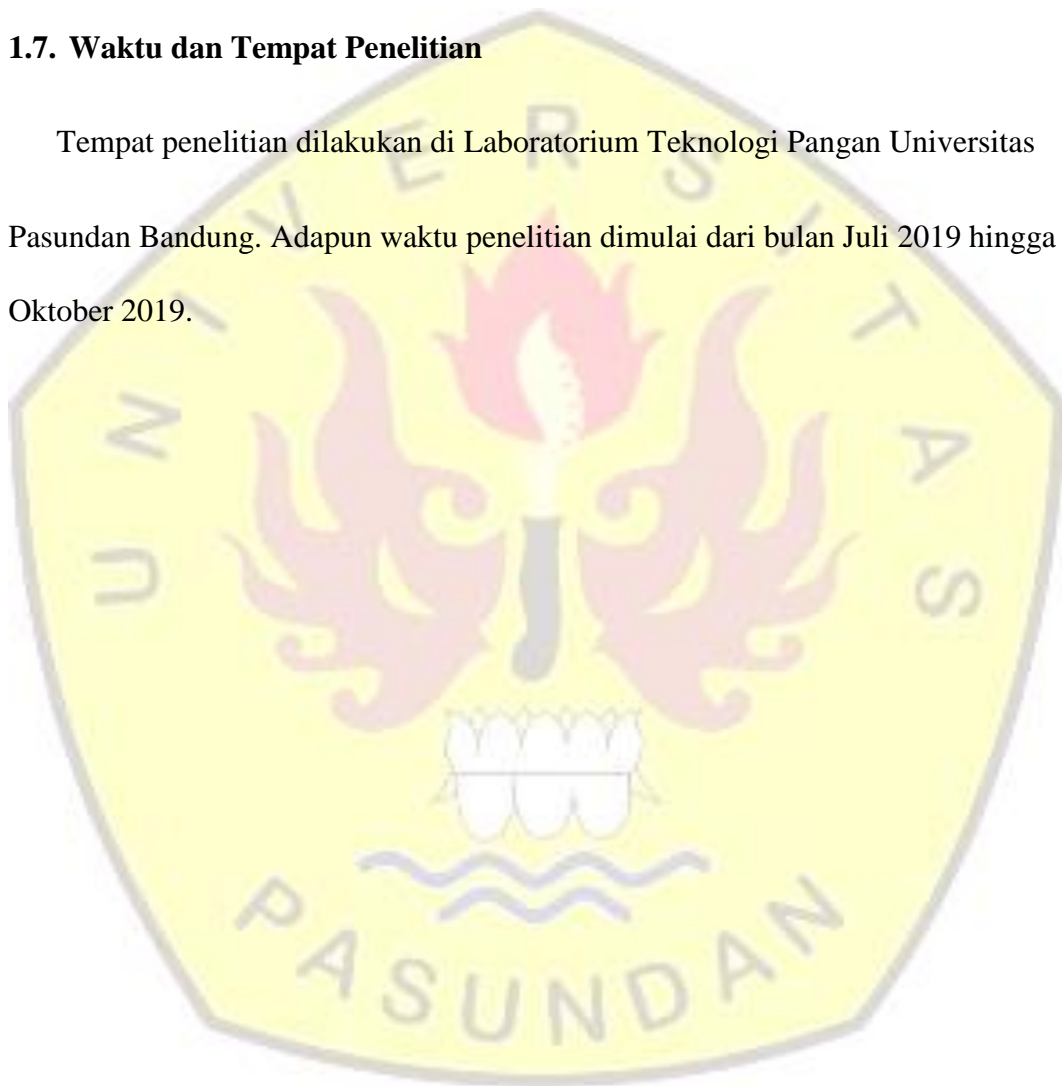 1.7. Waktu dan Tempat Penelitian
Tempat penelitian dilakukan di Laboratorium Teknologi Pangan Universitas
Pasundan Bandung. Adapun waktu penelitian dimulai dari bulan Juli 2019 hingga
Oktober 2019.
UNIVERSITAS
PASUNDAN